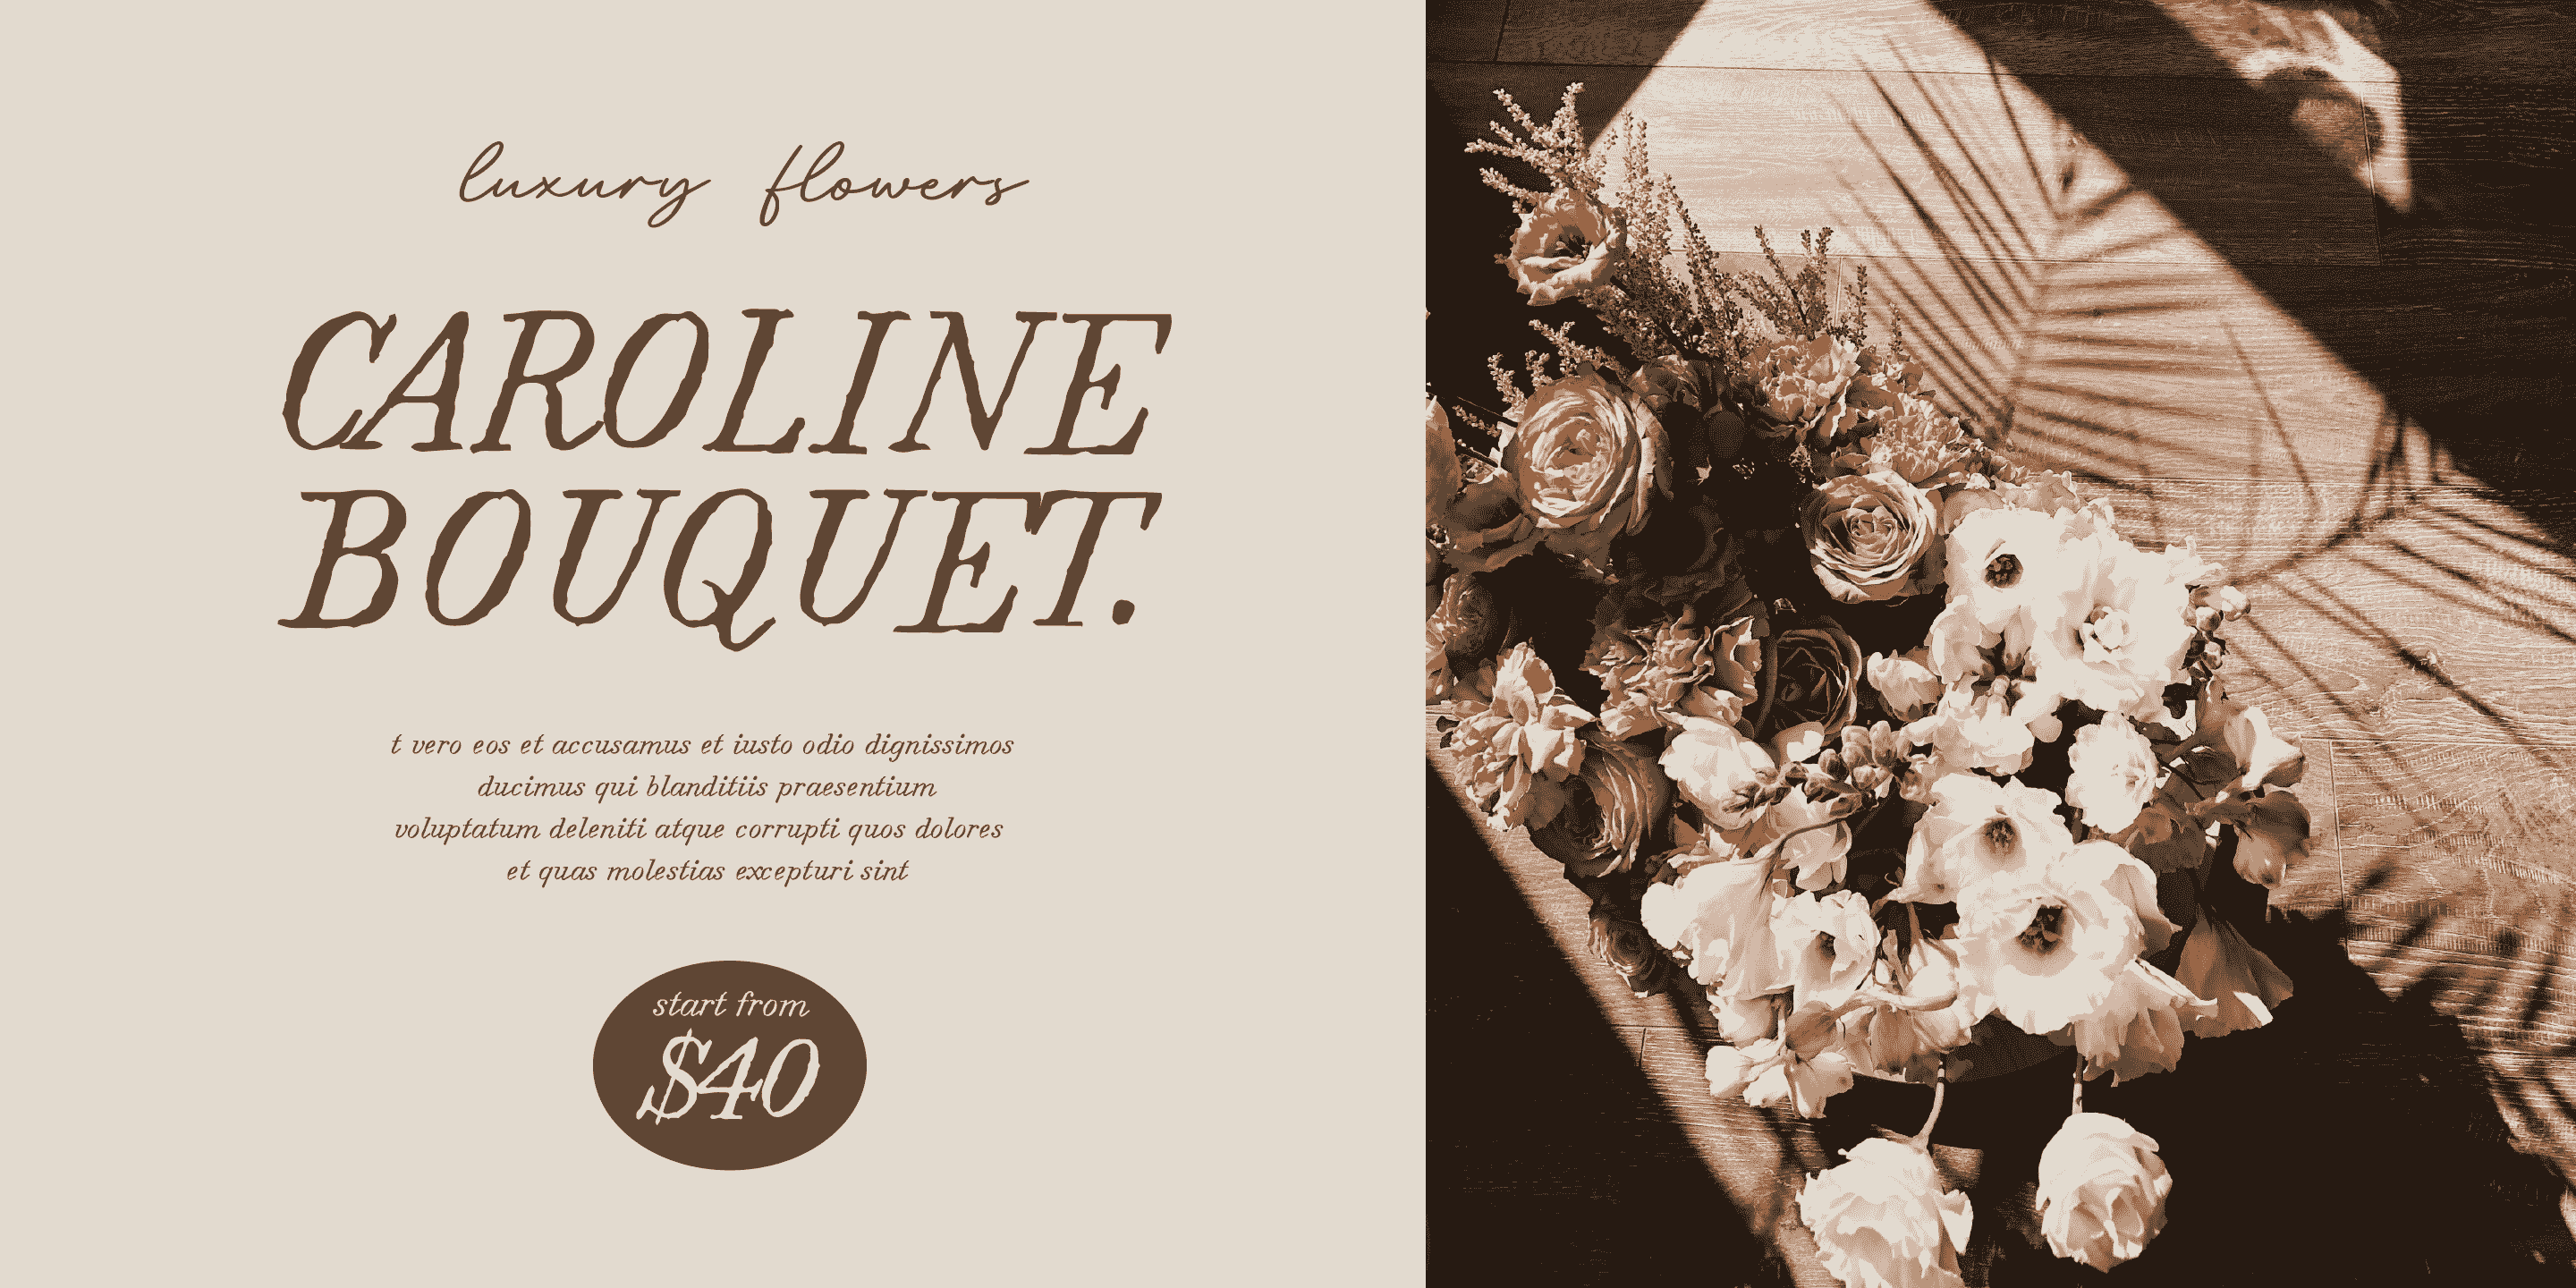 luxury flowers
CAROLINE
BOUQUET.
t vero eos et accusamus et iusto odio dignissimos
ducimus qui blanditiis praesentium
voluptatum deleniti atque corrupti quos dolores
et quas molestias excepturi sint
start from
$40